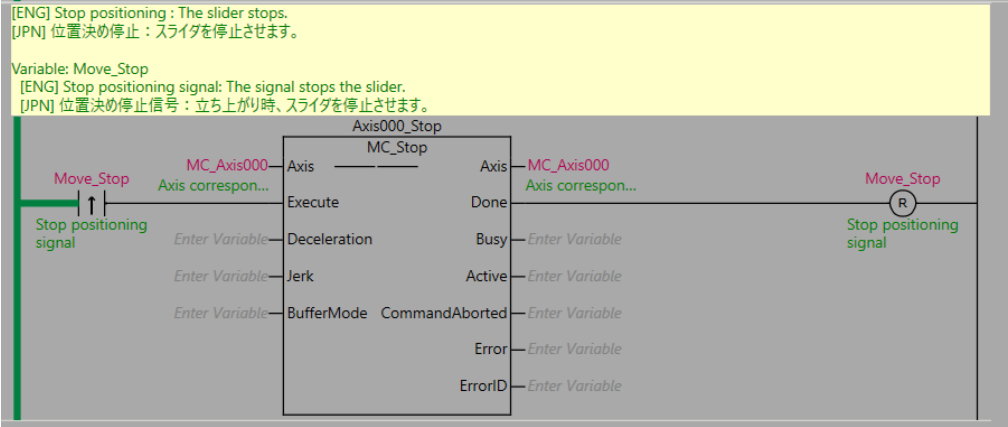 [ENG] Stop positioning : The slider stops.
[JPN] 位置決め停止：スライダを停止させます。
Variable: Move_Stop
[ENG] Stop positioning signal: The signal stops the slider.
[JPN] 位置決め停止信号：立ち上がり時、スライダを停止させます。
Axis000_Stop
MC_Stop
MC_Axis000 Axis Axis MC_Axis000
Axis correspon... Axis correspon...
Move_Stop Move_Stop
Execute Done R
Stop positioning
signal
Stop positioning
signal
Enter Variable Deceleration Busy Enter Variable
Enter Variable Jerk Active Enter Variable
Enter Variable BufferMode CommandAborted Enter Variable
Error Enter Variable
ErrorID Enter Variable